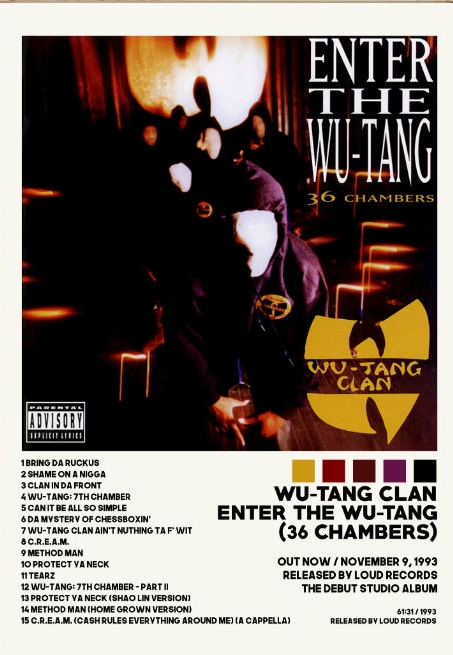 ENTER
THE
WU-TANG
36 CHAMBERS
WU-TANG
CLAN
PARENTAL
ADVISORY
EXPLICIT LYRICS
1 BRING DA RUCKUS
2 SHAME ON A NIGGA
3 CLAN IN DA FRONT
4 WU-TANG: 7TH CHAMBER
5 CAN IT BE ALL SO SIMPLE
6 DA MYSTERY OF CHESSBOXIN'
7 WU-TANG CLAN AIN'T NUTHING TA F' WIT
8 C.R.E.A.M.
9 METHOD MAN
10 PROTECT YA NECK
11 TEARZ
12 WU-TANG: 7TH CHAMBER - PART II
13 PROTECT YA NECK (SHAO LIN VERSION)
14 METHOD MAN (HOME GROWN VERSION)
15 C.R.E.A.M. (CASH RULES EVERYTHING AROUND ME) (A CAPPELLA)
WU-TANG CLAN
ENTER THE WU-TANG
(36 CHAMBERS)
OUT NOW / NOVEMBER 9, 1993
RELEASED BY LOUD RECORDS
THE DEBUT STUDIO ALBUM
61:31 / 1993
RELEASED BY LOUD RECORDS